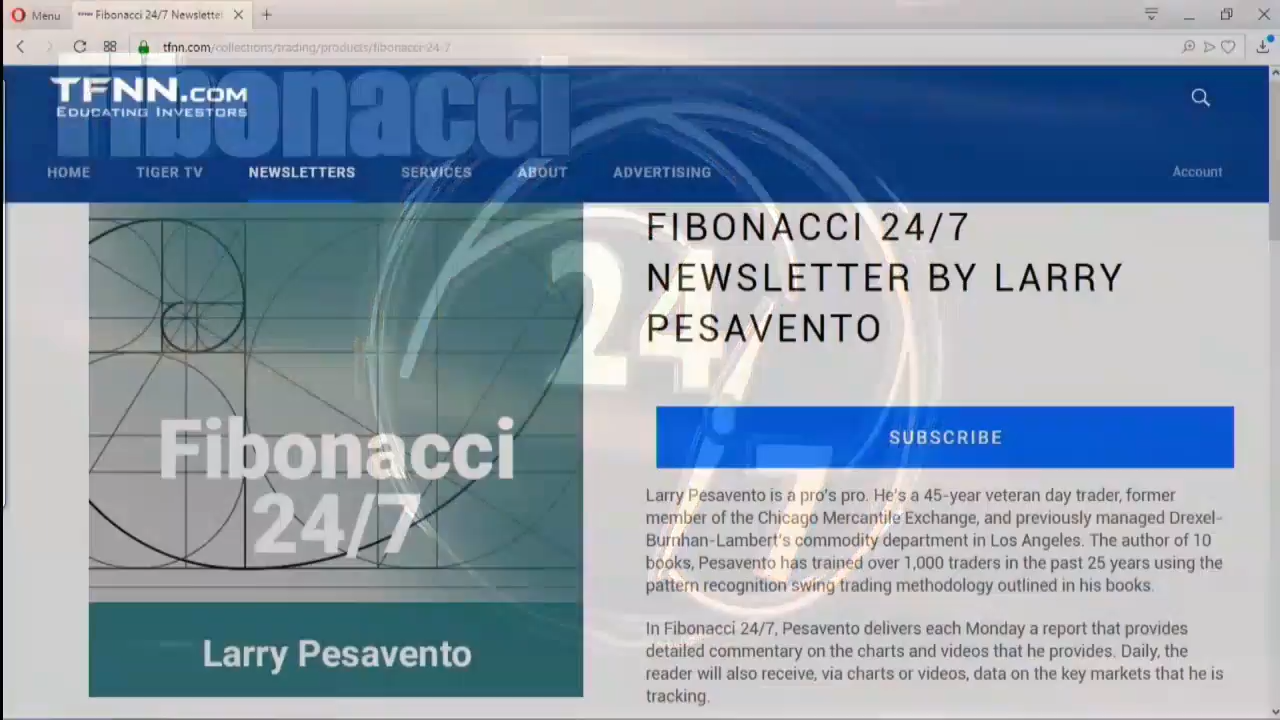 Menu
Fibonacci 24/7 Newslette
tfnn.com/collections/trading/products/fibonacci-24-7
TFNN.COM
EDUCATING INVESTORS
Fibonacci
HOME TIGER TV NEWSLETTERS SERVICES ABOUT ADVERTISING Account
24/7
FIBONACCI 24/7
NEWSLETTER BY LARRY
PESAVENTO
SUBSCRIBE
Fibonacci
24/7
Larry Pesavento
Larry Pesavento is a pro's pro. He's a 45-year veteran day trader, former
member of the Chicago Mercantile Exchange, and previously managed Drexel-
Burnhan-Lambert's commodity department in Los Angeles. The author of 10
books, Pesavento has trained over 1,000 traders in the past 25 years using the
pattern recognition swing trading methodology outlined in his books.
In Fibonacci 24/7, Pesavento delivers each Monday a report that provides
detailed commentary on the charts and videos that he provides. Daily, the
reader will also receive, via charts or videos, data on the key markets that he is
tracking.